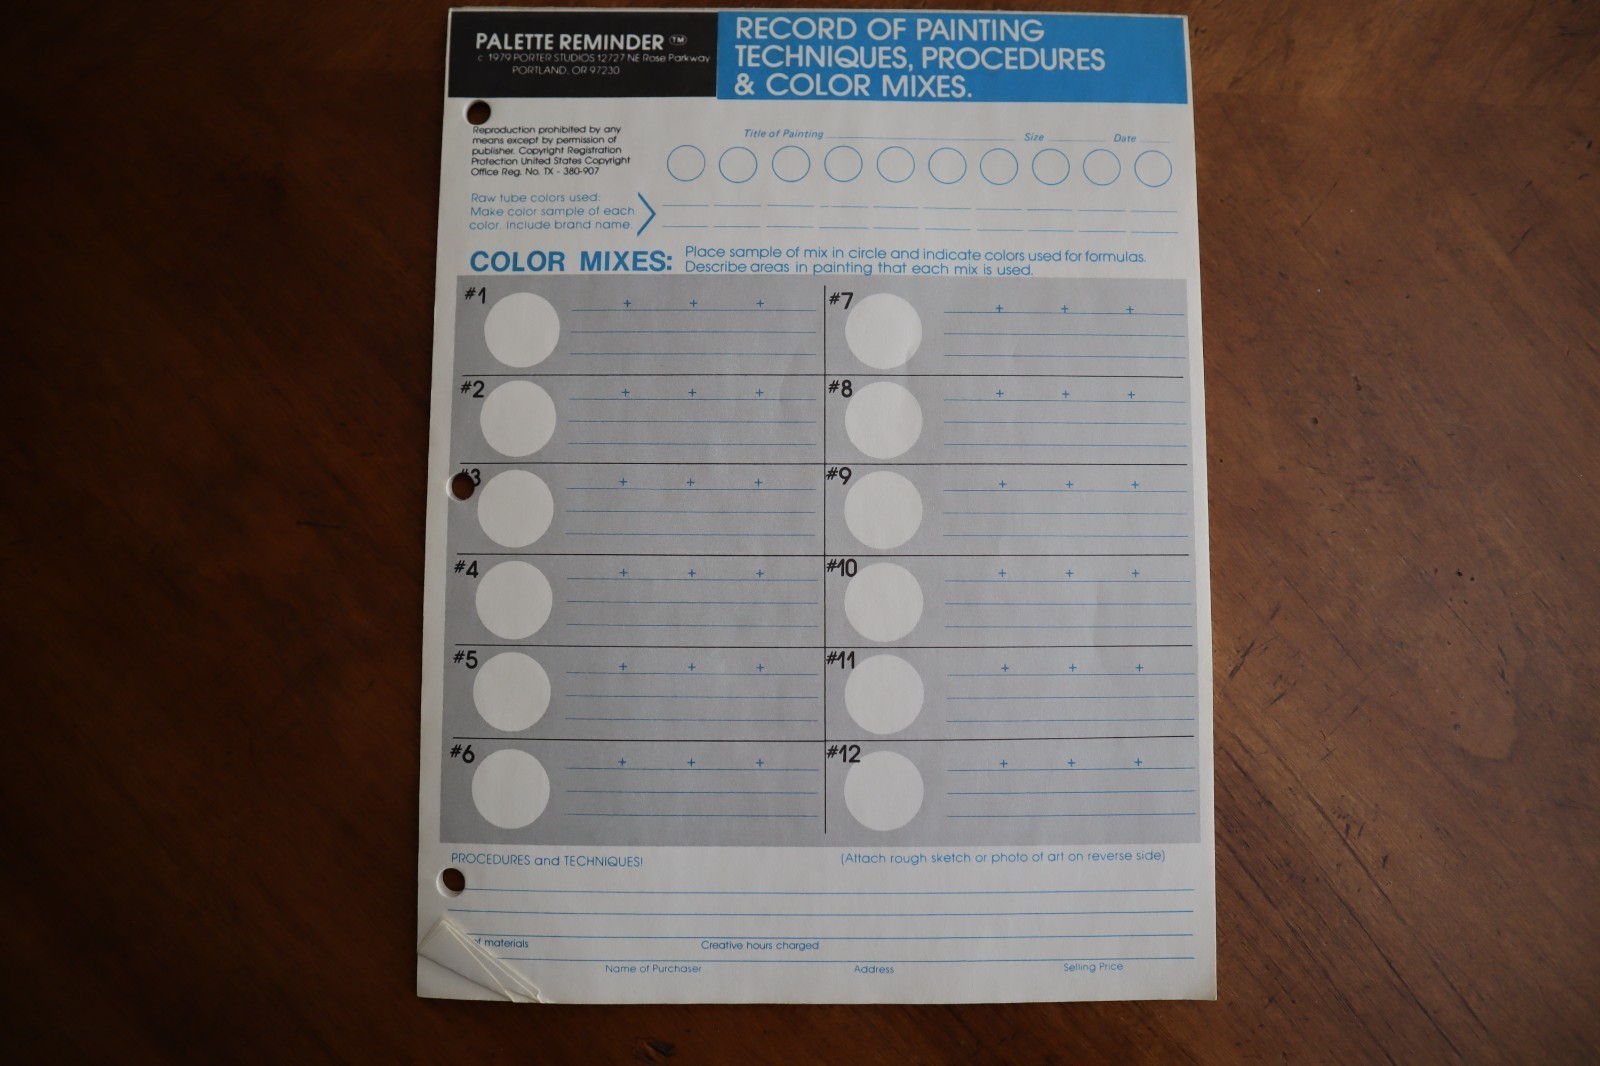 PALETTE REMINDER ™
c 1979 PORTER STUDIOS 12727 NE Rose Parkway
PORTLAND, OR 97230
RECORD OF PAINTING
TECHNIQUES, PROCEDURES
& COLOR MIXES.
Reproduction prohibited by any
means except by permission of
publisher. Copyright Registration
Protection United States Copyright
Office Reg. No. TX - 380-907
Title of Painting Size Date
Raw tube colors used:
Make color sample of each
color, include brand name
COLOR MIXES:
Place sample of mix in circle and indicate colors used for formulas.
Describe areas in painting that each mix is used.
#1 + + +
#2 + + +
#3 + + +
#4 + + +
#5 + + +
#6 + + +
#7 + + +
#8 + + +
#9 + + +
#10 + + +
#11 + + +
#12 + + +
PROCEDURES and TECHNIQUES!
(Attach rough sketch or photo of art on reverse side)
materials Creative hours charged
Name of Purchaser Address Selling Price